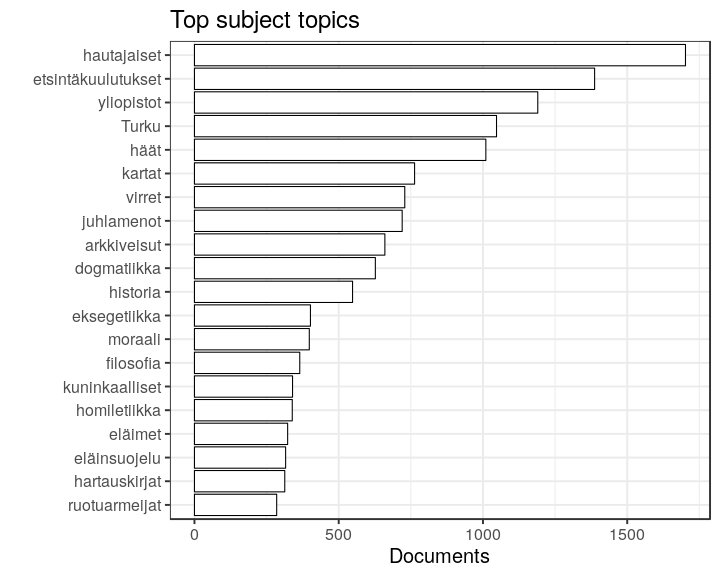 Top subject topics
hautajaiset
etsintäkuulutukset
yliopistot
Turku
häät
kartat
virret
juhlamenot
arkkiveisut
dogmatiikka
historia
eksegetiikka
moraali
filosofia
kuninkaalliset
homiletiikka
eläimet
eläinsuojelu
hartauskirjat
ruotuarmeijat
0 500 1000 1500
Documents